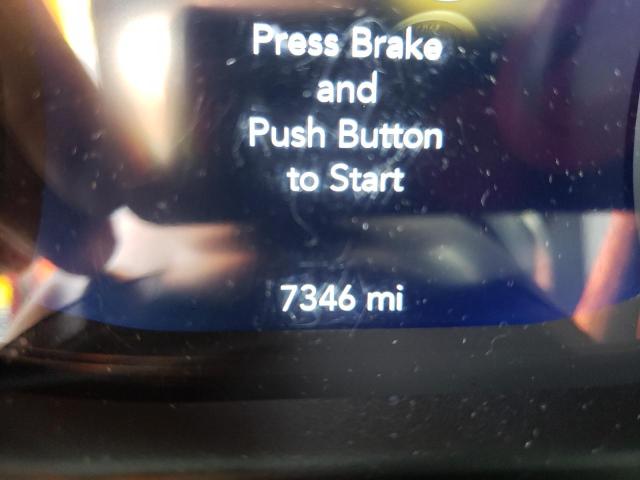 Press Brake
and
Push Button
to Start
7346 mi